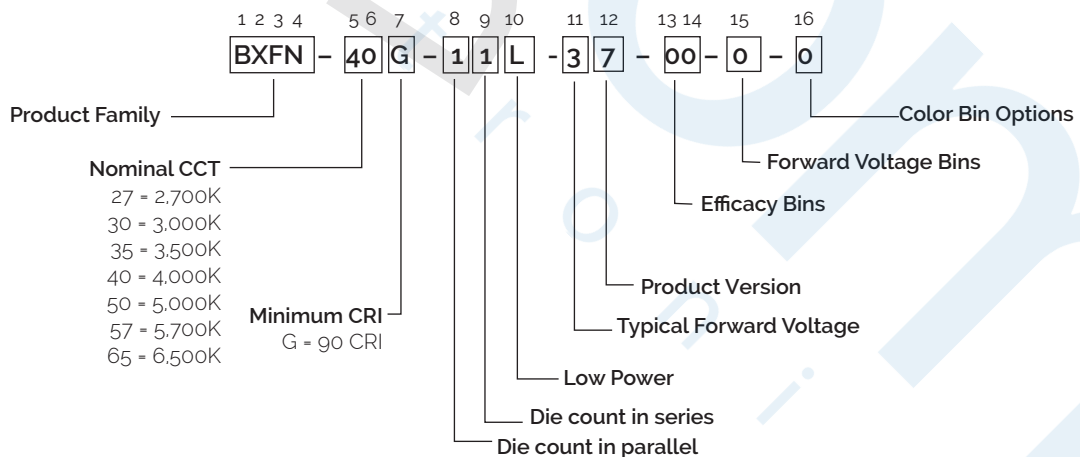 1 2 3 4 5 6 7 8 9 10 11 12 13 14 15 16
BXFN – 40 G – 1 1 L - 3 7 – 00 – 0 – 0
Product Family
Color Bin Options
Nominal CCT
Forward Voltage Bins
27 = 2,700K
Efficacy Bins
30 = 3,000K
35 = 3,500K
40 = 4,000K
50 = 5,000K
Product Version
57 = 5,700K
Minimum CRI
Typical Forward Voltage
65 = 6,500K
G = 90 CRI
Low Power
Die count in series
Die count in parallel